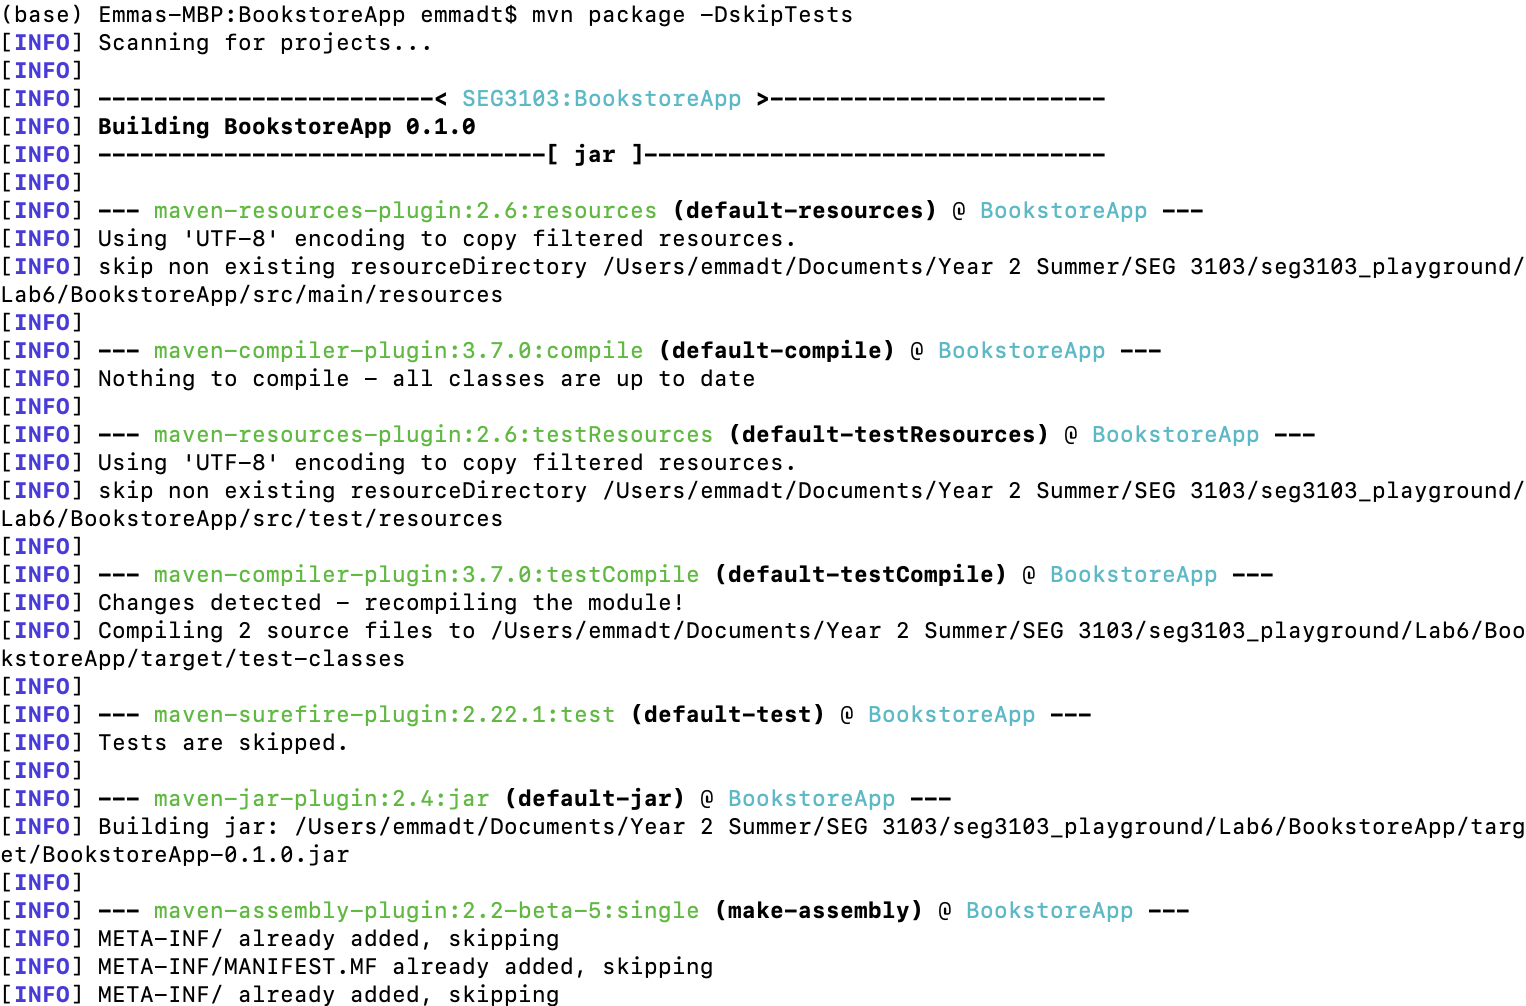 (base) Emmas-MBP:BookstoreApp emmadt$ mvn package -DskipTests
[INFO] Scanning for projects...
[INFO]
[INFO] ------------------------< SEG3103:BookstoreApp >------------------------
[INFO] Building BookstoreApp 0.1.0
[INFO] --------------------------------[ jar ]---------------------------------
[INFO]
[INFO] --- maven-resources-plugin:2.6:resources (default-resources) @ BookstoreApp ---
[INFO] Using 'UTF-8' encoding to copy filtered resources.
[INFO] skip non existing resourceDirectory /Users/emmadt/Documents/Year 2 Summer/SEG 3103/seg3103_playground/
Lab6/BookstoreApp/src/main/resources
[INFO]
[INFO] --- maven-compiler-plugin:3.7.0:compile (default-compile) @ BookstoreApp ---
[INFO] Nothing to compile - all classes are up to date
[INFO]
[INFO] --- maven-resources-plugin:2.6:testResources (default-testResources) @ BookstoreApp ---
[INFO] Using 'UTF-8' encoding to copy filtered resources.
[INFO] skip non existing resourceDirectory /Users/emmadt/Documents/Year 2 Summer/SEG 3103/seg3103_playground/
Lab6/BookstoreApp/src/test/resources
[INFO]
[INFO] --- maven-compiler-plugin:3.7.0:testCompile (default-testCompile) @ BookstoreApp ---
[INFO] Changes detected - recompiling the module!
[INFO] Compiling 2 source files to /Users/emmadt/Documents/Year 2 Summer/SEG 3103/seg3103_playground/Lab6/Boo
kstoreApp/target/test-classes
[INFO]
[INFO] --- maven-surefire-plugin:2.22.1:test (default-test) @ BookstoreApp ---
[INFO] Tests are skipped.
[INFO]
[INFO] --- maven-jar-plugin:2.4:jar (default-jar) @ BookstoreApp ---
[INFO] Building jar: /Users/emmadt/Documents/Year 2 Summer/SEG 3103/seg3103_playground/Lab6/BookstoreApp/targ
et/BookstoreApp-0.1.0.jar
[INFO]
[INFO] --- maven-assembly-plugin:2.2-beta-5:single (make-assembly) @ BookstoreApp ---
[INFO] META-INF/ already added, skipping
[INFO] META-INF/MANIFEST.MF already added, skipping
[INFO] META-INF/ already added, skipping